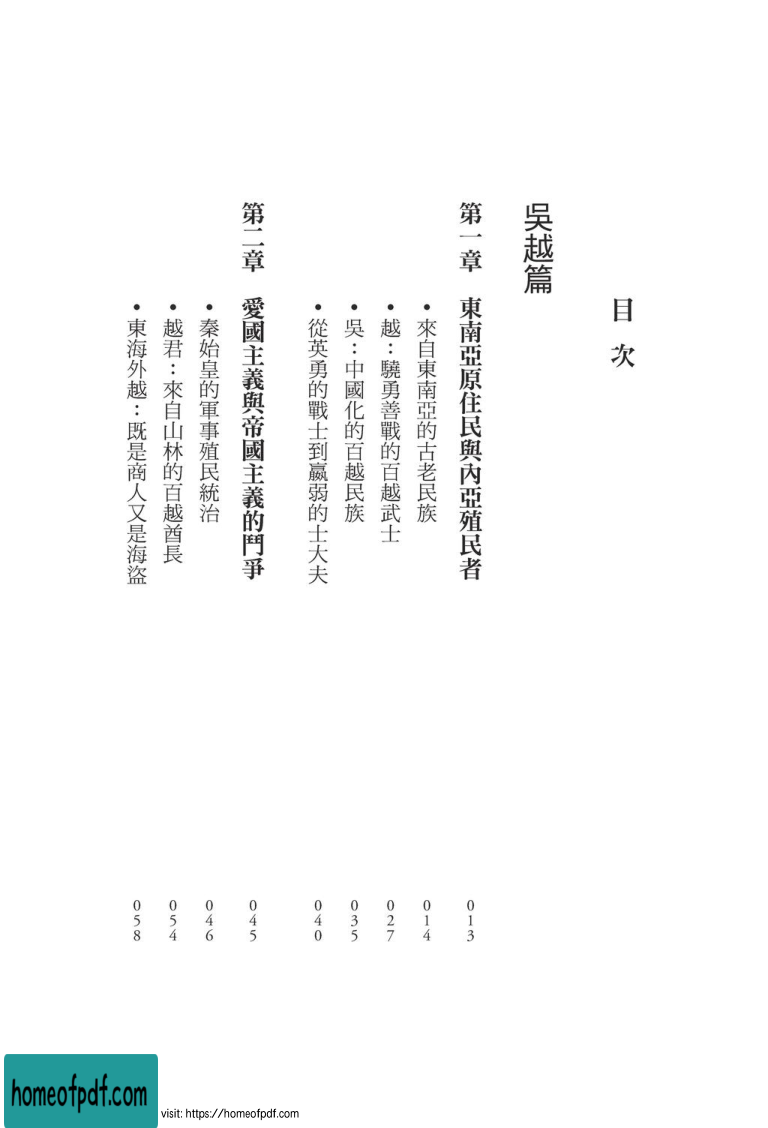 目次
吳越篇
第一章 東南亞原住民與內亞殖民者 013
• 來自東南亞的古老民族 014
• 越：驍勇善戰的百越武士 027
• 吳：中國化的百越民族 035
• 從英勇的戰士到羸弱的士大夫 040
第二章 愛國主義與帝國主義的鬥爭 045
• 秦始皇的軍事殖民統治 046
• 越君：來自山林的百越酋長 054
• 東海外越：既是商人又是海盜 058
homeofpdf.com
visit: https://homeofpdf.com